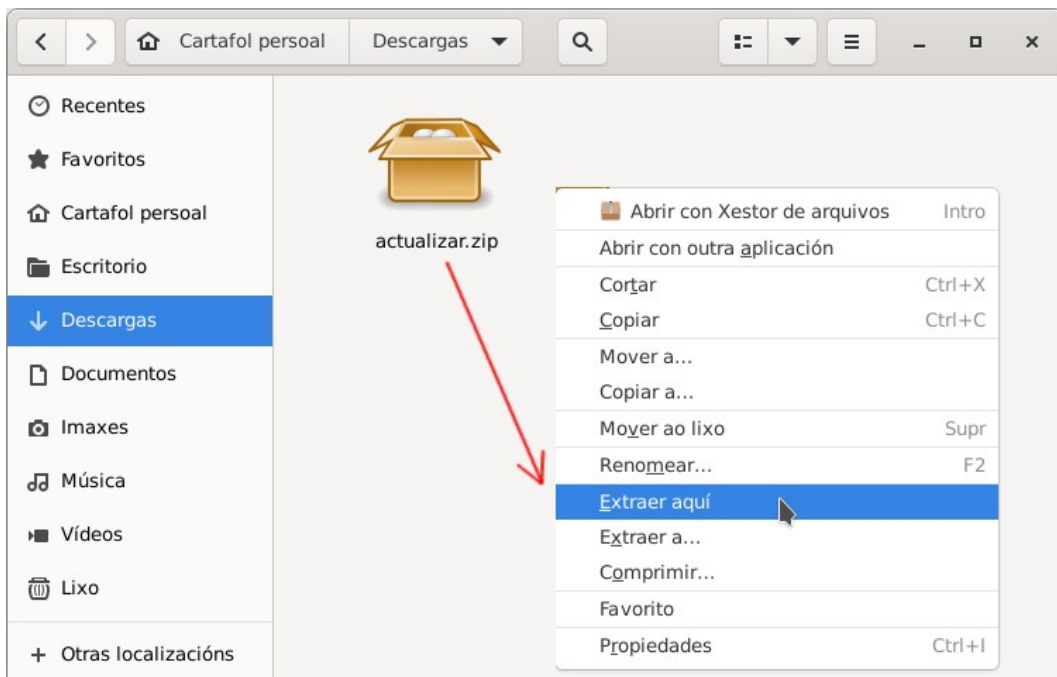 Cartafol persoal
Descargas
Recentes
Favoritos
Cartafol persoal
Escritorio
Descargas
Documentos
Imaxes
Música
Vídeos
Lixo
+ Otras localizacións
actualizar.zip
Abrir con Xestor de arquivos Intro
Abrir con outra aplicación
Cortar Ctrl+X
Copiar Ctrl+C
Mover a...
Copiar a...
Mover ao lixo Supr
Renomear... F2
Extraer aquí
Extraer a...
Comprimir...
Favorito
Propiedades Ctrl+I